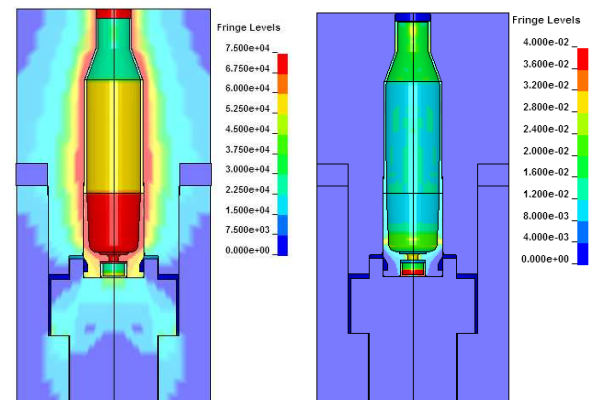 Fringe Levels
7.500e+04
6.750e+04
6.000e+04
5.250e+04
4.500e+04
3.750e+04
3.000e+04
2.250e+04
1.500e+04
7.500e+03
0.000e+00
Fringe Levels
4.000e-02
3.600e-02
3.200e-02
2.800e-02
2.400e-02
2.000e-02
1.600e-02
1.200e-02
8.000e-03
4.000e-03
0.000e+00